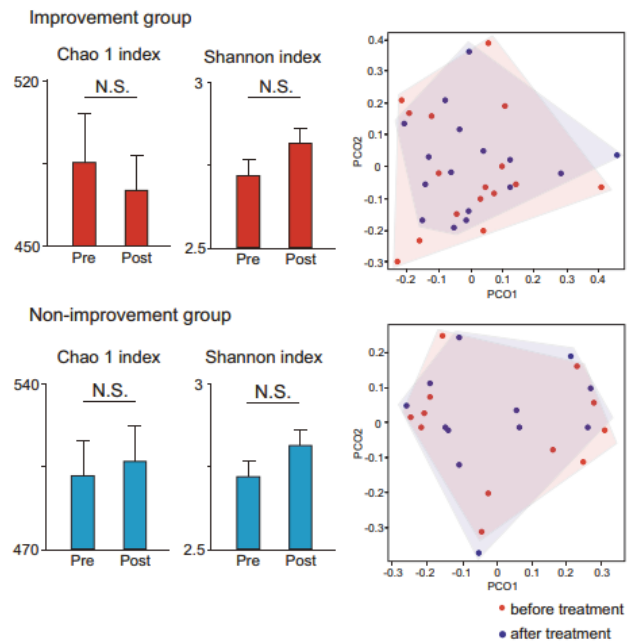 Improvement group
Chao 1 index
Shannon index
520
N.S.
450
Pre
Post
3
N.S.
2.5
Pre
Post
PCO2
0.4
0.3
0.2
0.1
0
-0.1
-0.2
-0.3
-0.2
-0.1
0
0.1
0.2
0.3
0.4
PCO1
Non-improvement group
Chao 1 index
Shannon index
540
N.S.
470
Pre
Post
3
N.S.
2.5
Pre
Post
PCO2
0.2
0.1
0
-0.1
-0.2
-0.3
-0.3
-0.2
-0.1
0
0.1
0.2
0.3
PCO1
before treatment
after treatment